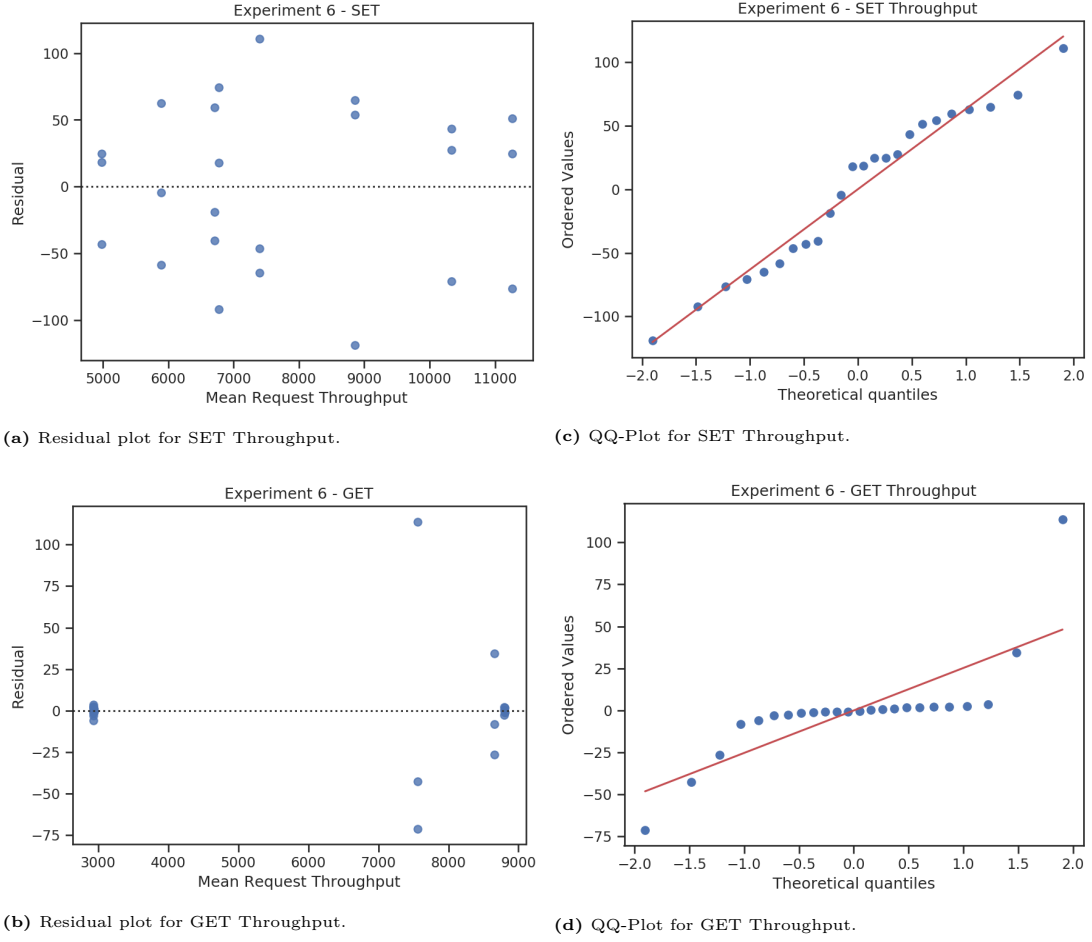 Experiment 6 - SET
100
50
0
−50
−100
Residual
5000 6000 7000 8000 9000 10000 11000
Mean Request Throughput
(a) Residual plot for SET Throughput.
Experiment 6 - SET Throughput
100
50
0
−50
−100
Ordered Values
−2.0 −1.5 −1.0 −0.5 0.0 0.5 1.0 1.5 2.0
Theoretical quantiles
(c) QQ-Plot for SET Throughput.
Experiment 6 - GET
100
75
50
25
0
−25
−50
−75
Residual
3000 4000 5000 6000 7000 8000 9000
Mean Request Throughput
(b) Residual plot for GET Throughput.
Experiment 6 - GET Throughput
100
75
50
25
0
−25
−50
−75
Ordered Values
−2.0 −1.5 −1.0 −0.5 0.0 0.5 1.0 1.5 2.0
Theoretical quantiles
(d) QQ-Plot for GET Throughput.